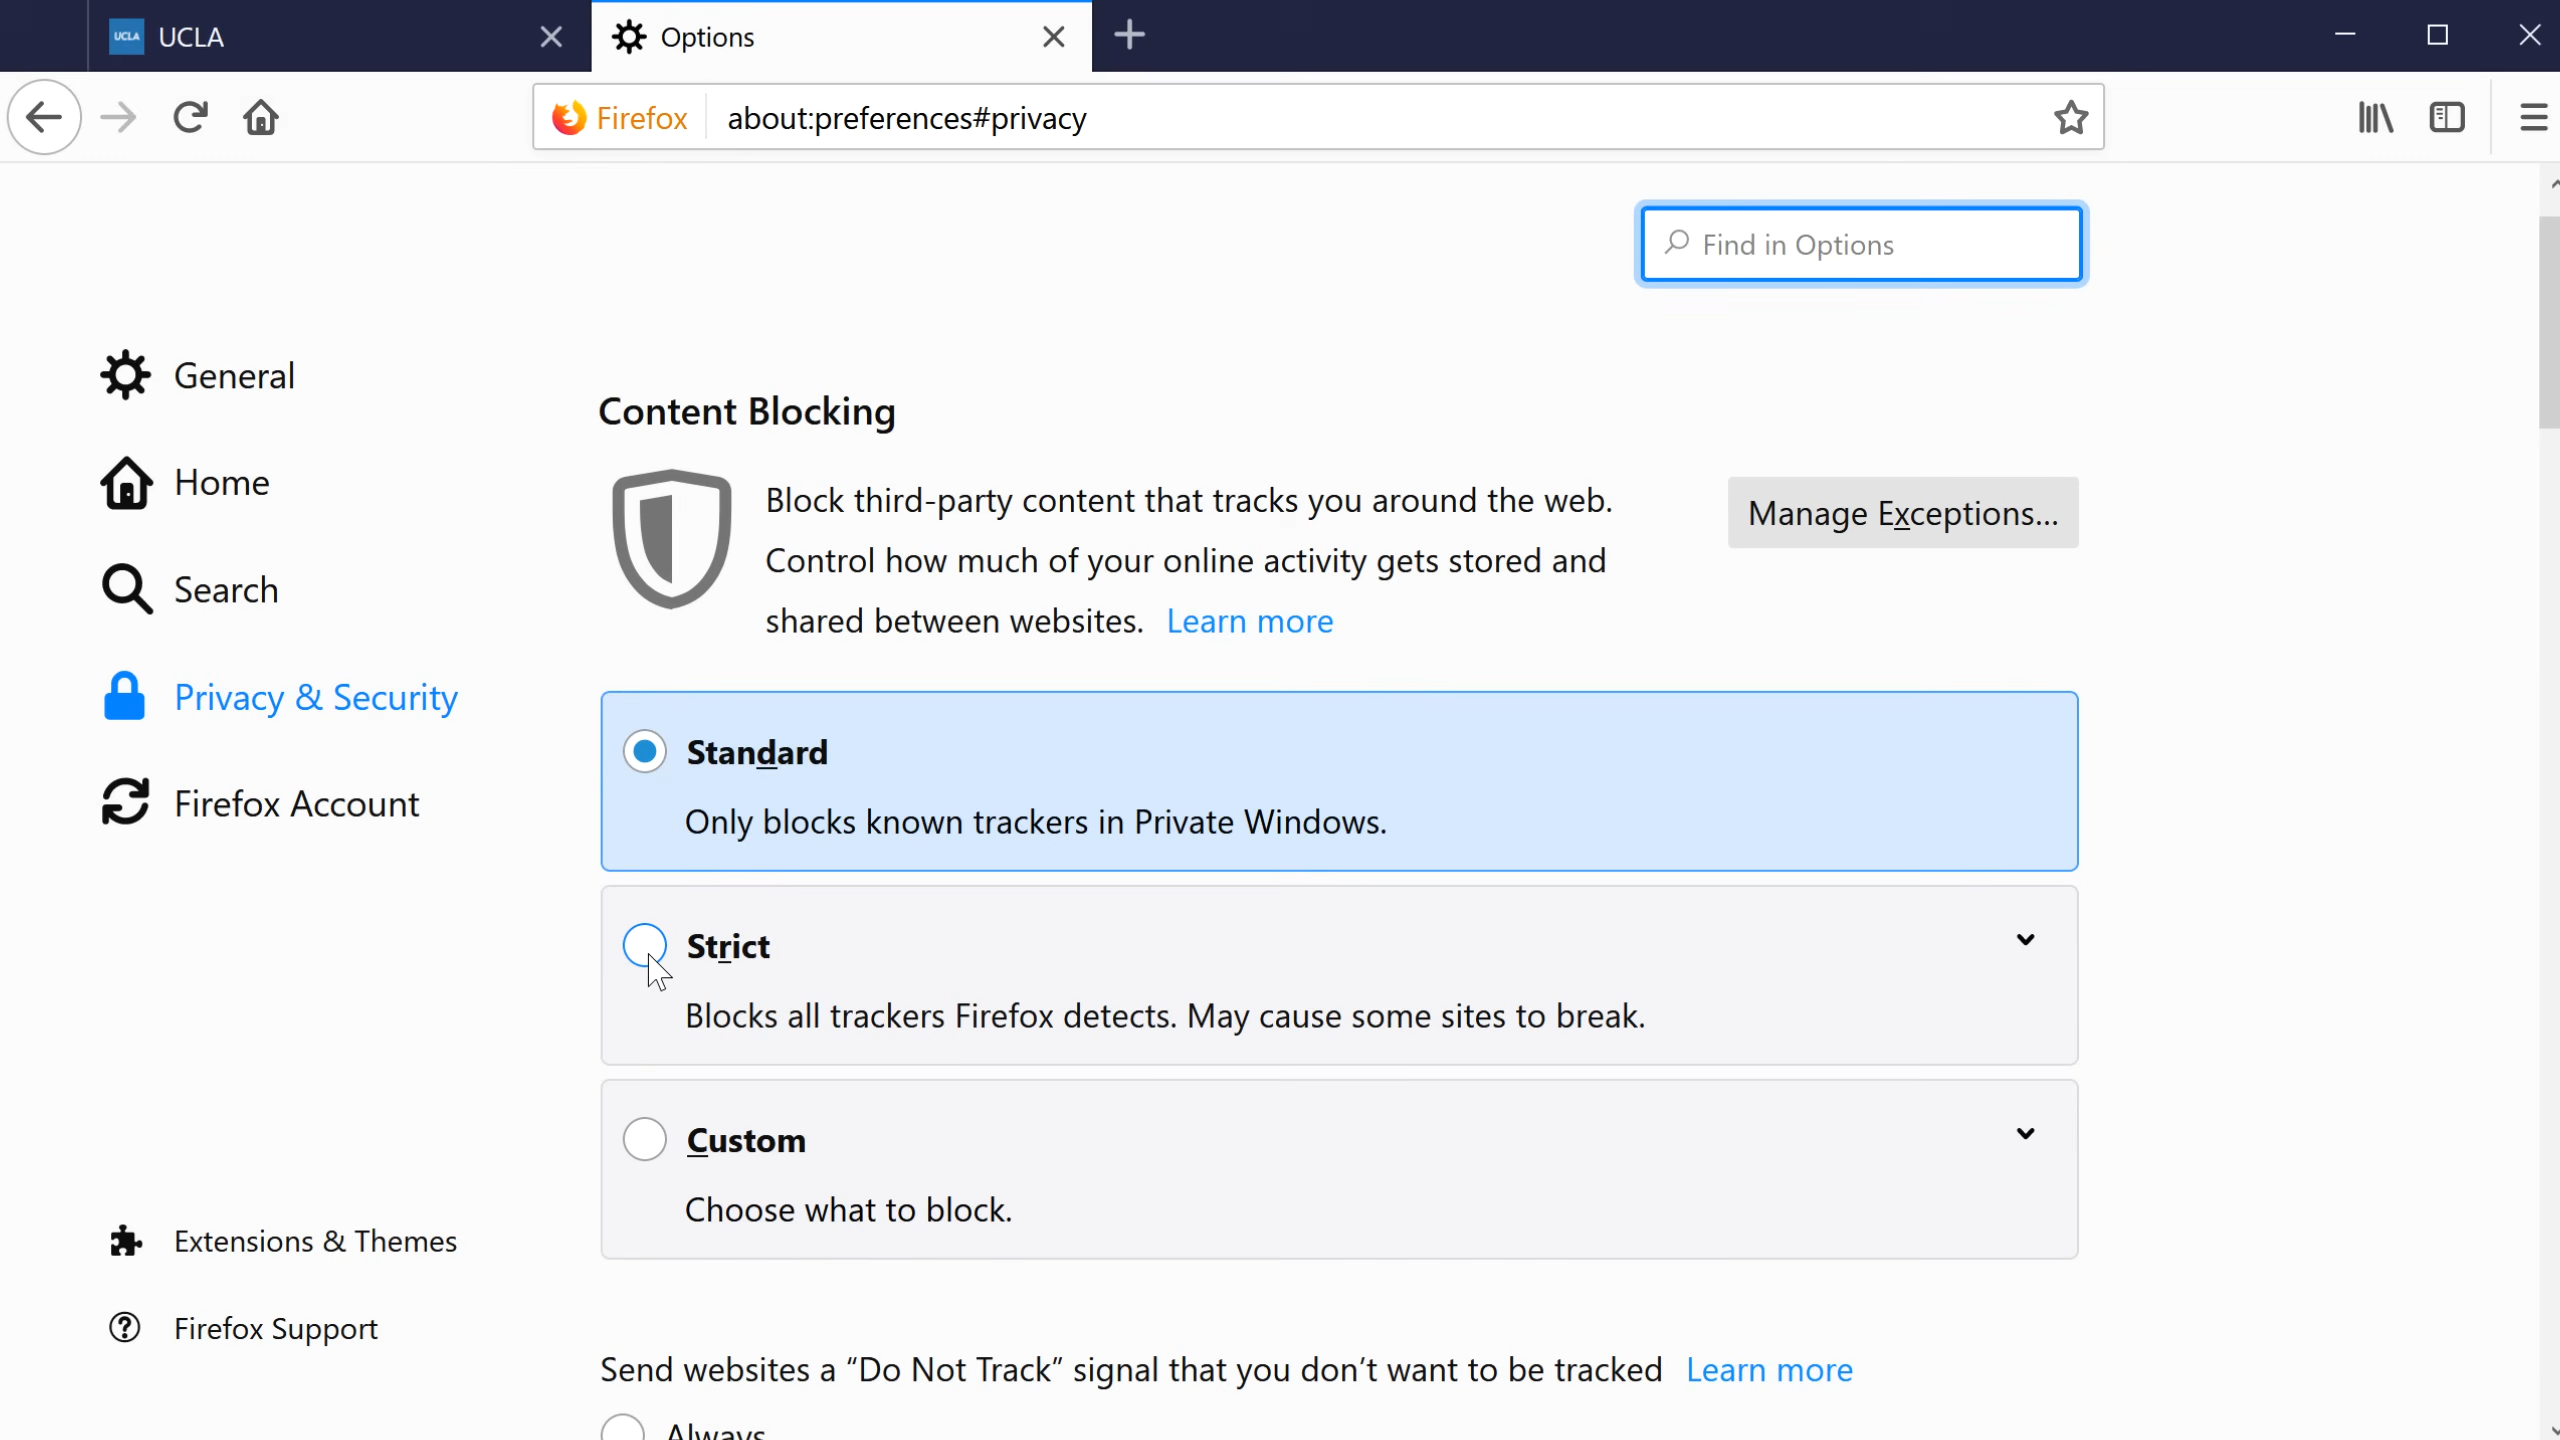 UCLA UCLA Options
Firefox about:preferences#privacy
Find in Options
General
Home
Search
Privacy & Security
Firefox Account
Extensions & Themes
Firefox Support
Content Blocking
Block third-party content that tracks you around the web.
Control how much of your online activity gets stored and
shared between websites. Learn more
Manage Exceptions...
Standard
Only blocks known trackers in Private Windows.
Strict
Blocks all trackers Firefox detects. May cause some sites to break.
Custom
Choose what to block.
Send websites a “Do Not Track” signal that you don’t want to be tracked Learn more
Always